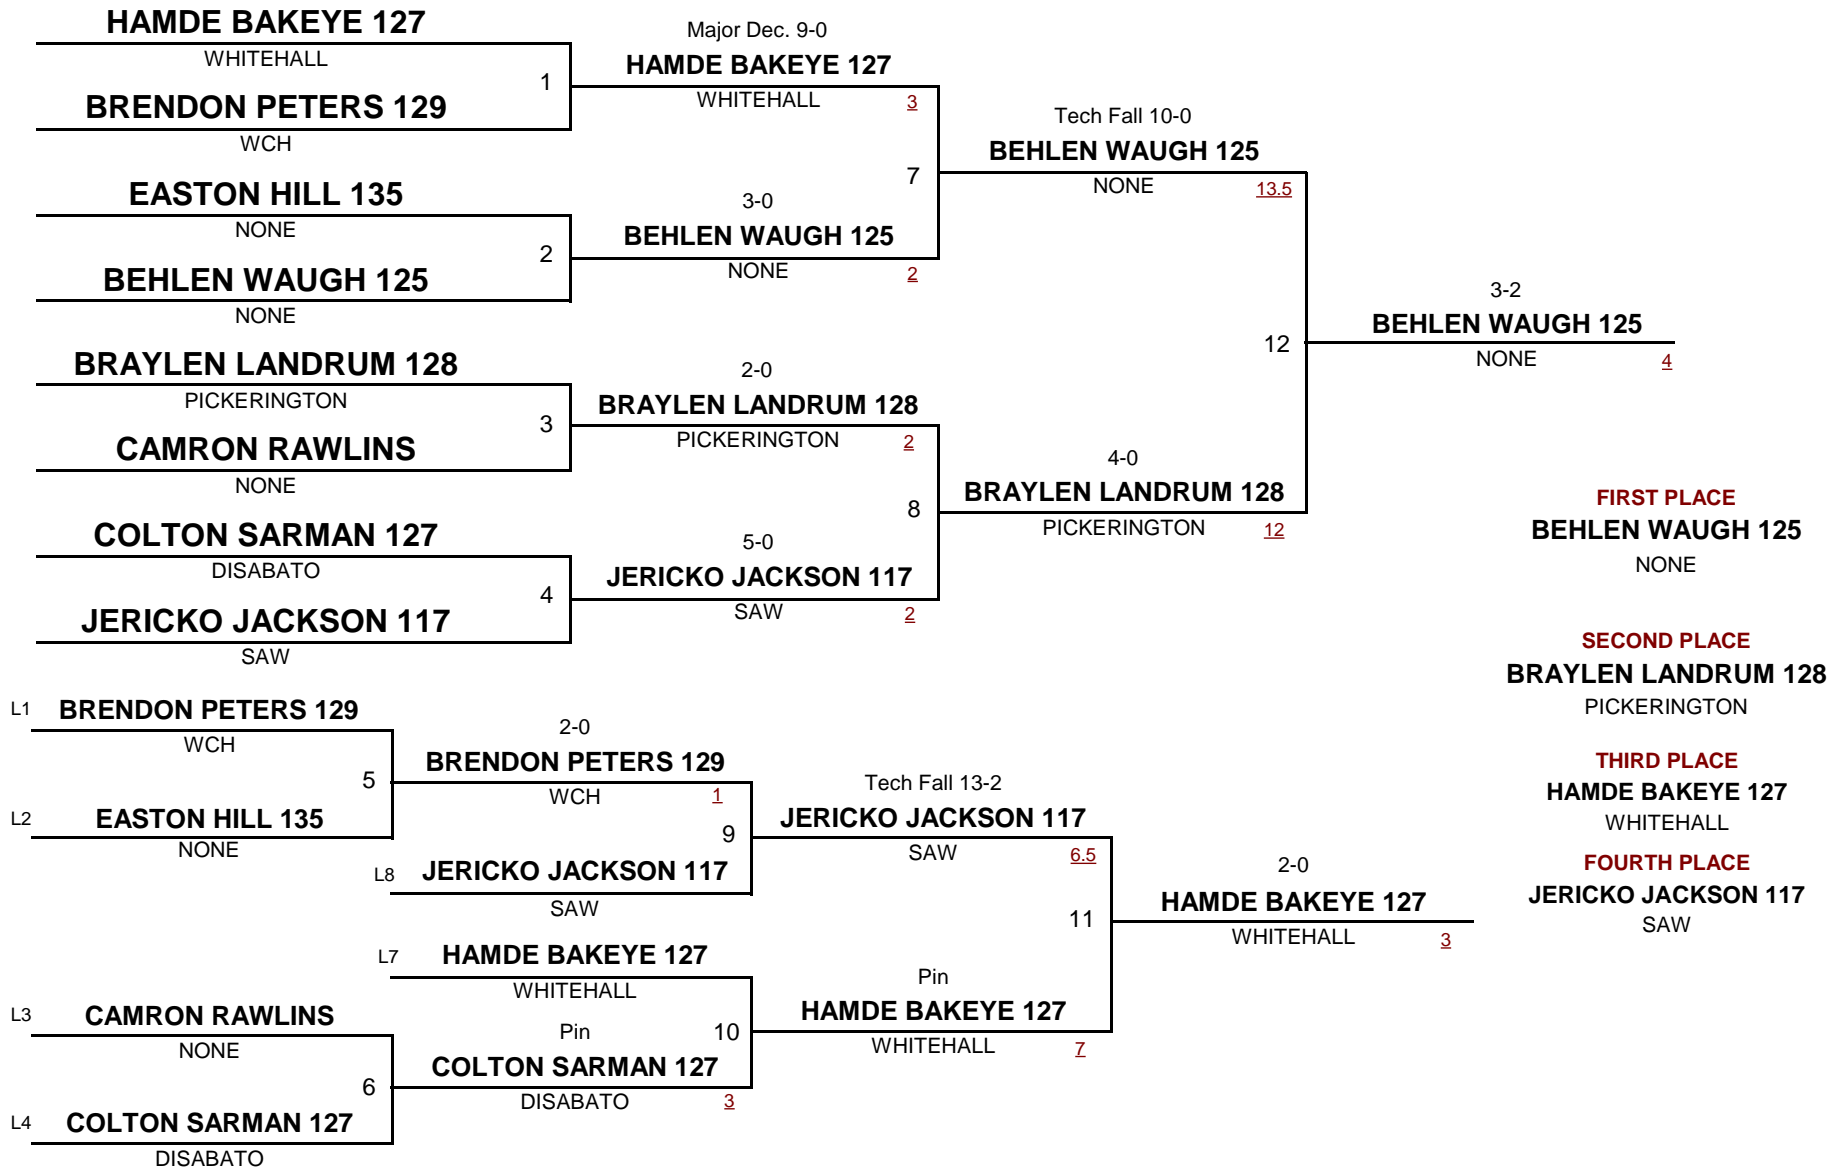 HAMDE BAKEYE 127
WHITEHALL
1
BRENDON PETERS 129
WCH
EASTON HILL 135
NONE
2
BEHLEN WAUGH 125
NONE
BRAYLEN LANDRUM 128
PICKERINGTON
3
CAMRON RAWLINS
NONE
COLTON SARMAN 127
DISABATO
4
JERICKO JACKSON 117
SAW
Major Dec. 9-0
HAMDE BAKEYE 127
WHITEHALL 3
7
3-0
BEHLEN WAUGH 125
NONE 2
2-0
BRAYLEN LANDRUM 128
PICKERINGTON 2
8
5-0
JERICKO JACKSON 117
SAW 2
Tech Fall 10-0
BEHLEN WAUGH 125
NONE 13.5
12
4-0
BRAYLEN LANDRUM 128
PICKERINGTON 12
3-2
BEHLEN WAUGH 125
NONE 4
FIRST PLACE
BEHLEN WAUGH 125
NONE
SECOND PLACE
BRAYLEN LANDRUM 128
PICKERINGTON
THIRD PLACE
HAMDE BAKEYE 127
WHITEHALL
FOURTH PLACE
JERICKO JACKSON 117
SAW
L1 BRENDON PETERS 129
WCH
5
L2 EASTON HILL 135
NONE
L3 CAMRON RAWLINS
NONE
6
L4 COLTON SARMAN 127
DISABATO
2-0
BRENDON PETERS 129
WCH 1
9
L8 JERICKO JACKSON 117
SAW
L7 HAMDE BAKEYE 127
WHITEHALL
Pin 10
COLTON SARMAN 127
DISABATO 3
Tech Fall 13-2
JERICKO JACKSON 117
SAW 6.5
11
Pin
HAMDE BAKEYE 127
WHITEHALL 7
2-0
HAMDE BAKEYE 127
WHITEHALL 3